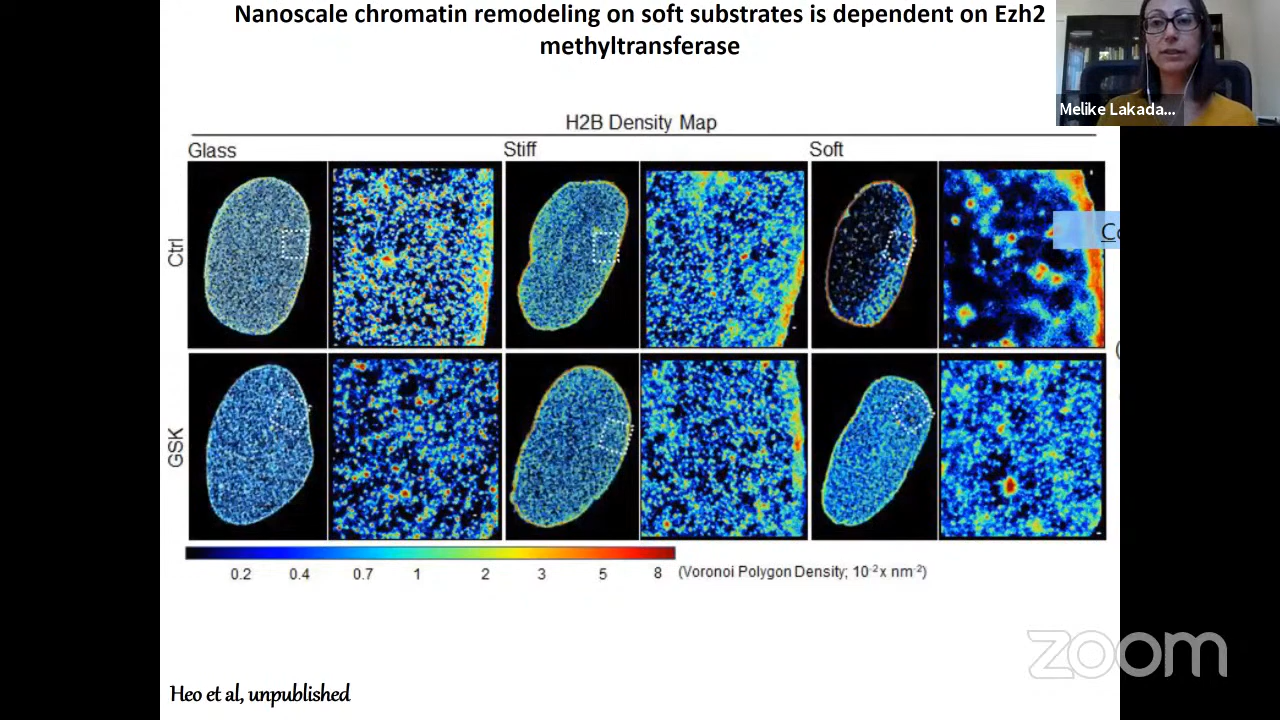 Nanoscale chromatin remodeling on soft substrates is dependent on Ezh2
methyltransferase
Melike Lakada...
H2B Density Map
Glass
Stiff
Soft
Ctrl
GSK
0.2 0.4 0.7 1 2 3 5 8 (Voronoi Polygon Density; 10⁻² x nm⁻²)
zoom
Heo et al, unpublished